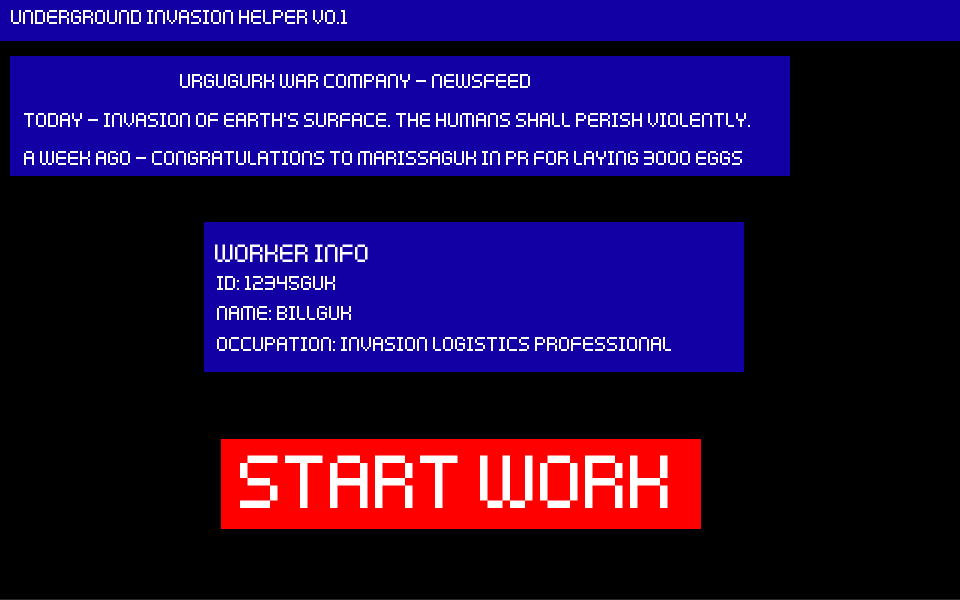 UNDERGROUND INVASION HELPER V0.1
URGUGURK WAR COMPANY - NEWSFEED
TODAY - INVASION OF EARTH'S SURFACE. THE HUMANS SHALL PERISH VIOLENTLY.
A WEEK AGO - CONGRATULATIONS TO MARISSAGUK IN PR FOR LAYING 3000 EGGS
WORKER INFO
ID: 12345GUK
NAME: BILLGUK
OCCUPATION: INVASION LOGISTICS PROFESSIONAL
START WORK